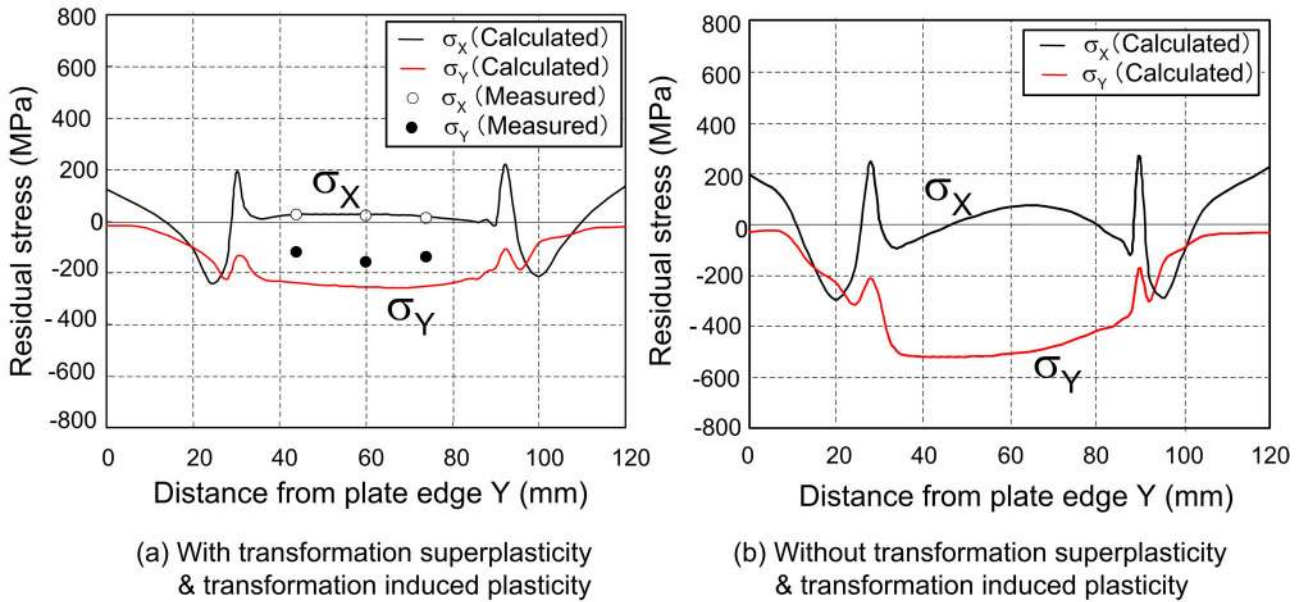 800
600
400
200
0
-200
-400
-600
-800
Residual stress (MPa)
σX(Calculated)
σY(Calculated)
σX (Measured)
σY (Measured)
σX
σY
0 20 40 60 80 100 120
Distance from plate edge Y (mm)
(a) With transformation superplasticity
& transformation induced plasticity
800
600
400
200
0
-200
-400
-600
-800
Residual stress (MPa)
σX (Calculated)
σY (Calculated)
σX
σY
0 20 40 60 80 100 120
Distance from plate edge Y (mm)
(b) Without transformation superplasticity
& transformation induced plasticity